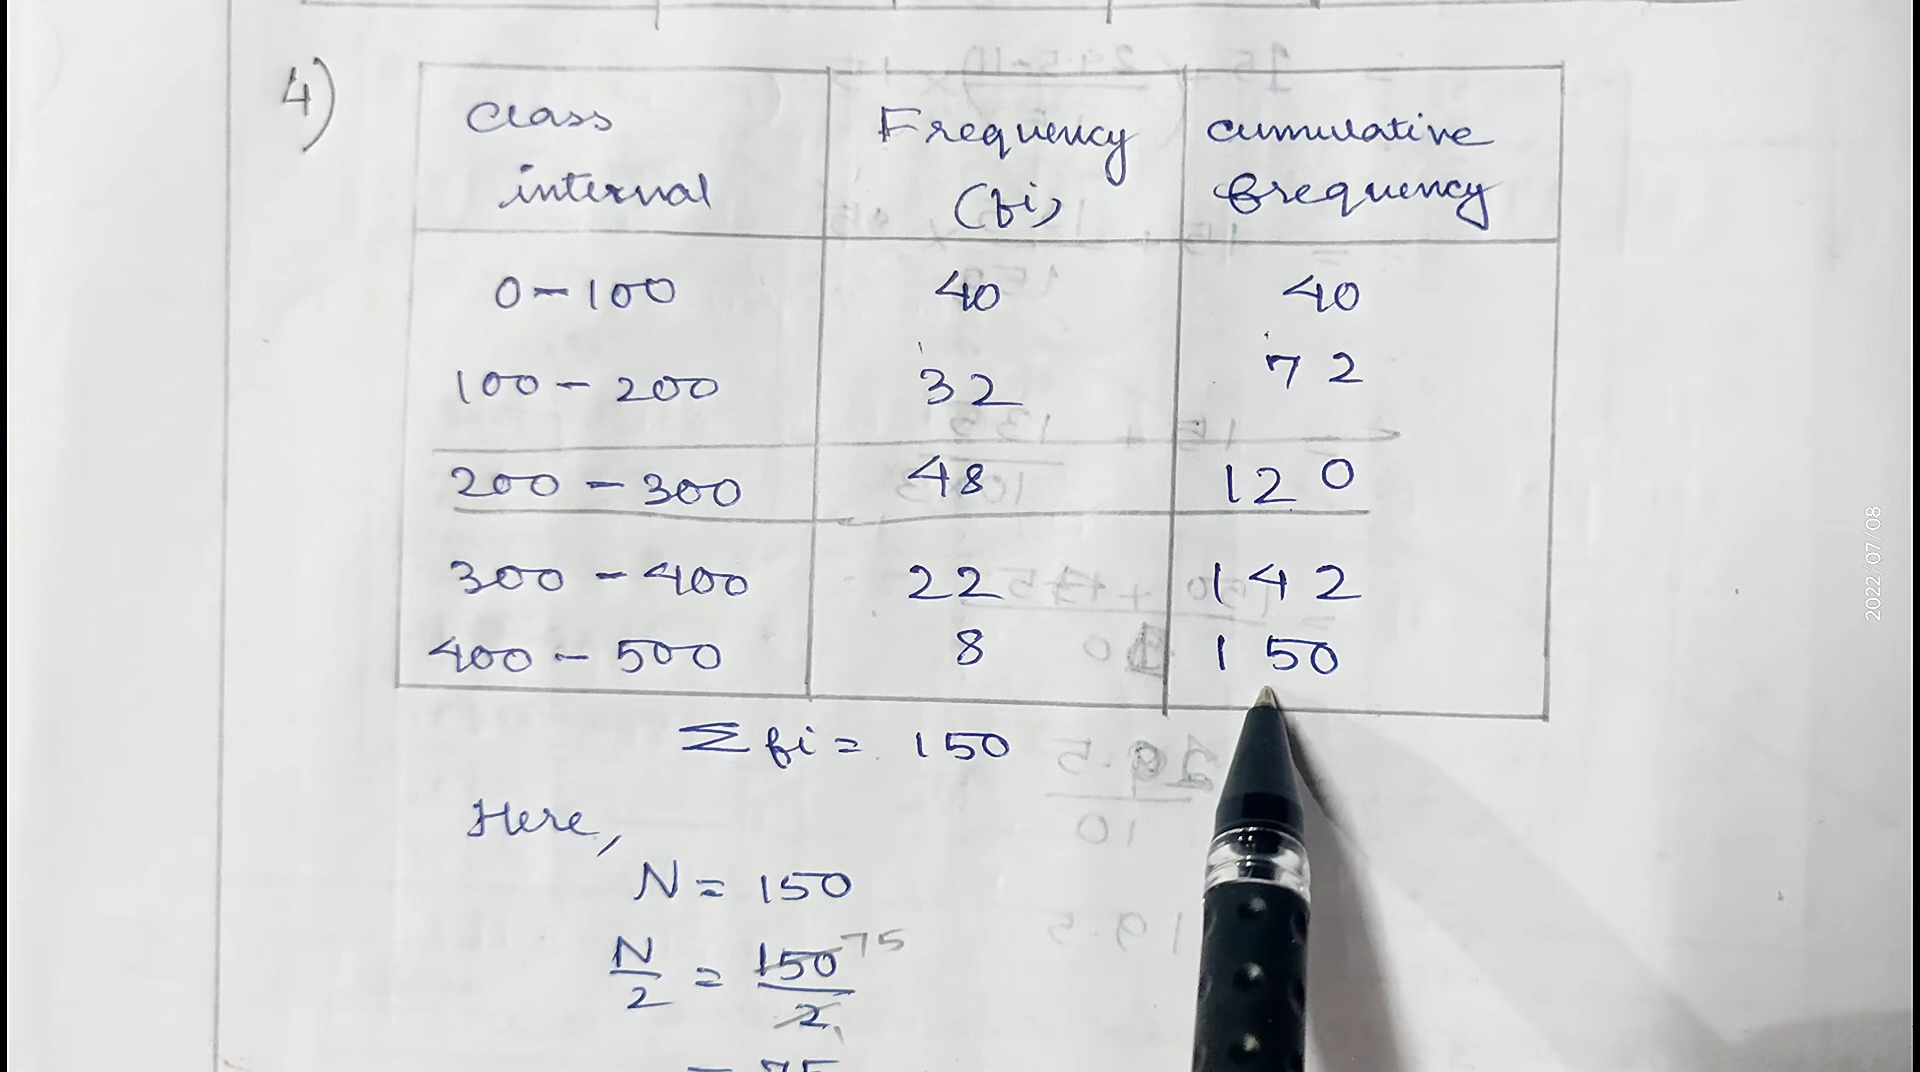 4)
Class interval | Frequency (fi) | cumulative frequency
0 - 100 | 40 | 40
100 - 200 | 32 | 72
200 - 300 | 48 | 120
300 - 400 | 22 | 142
400 - 500 | 8 | 150
Σ fi = 150
Here,
N = 150
N/2 = 150/2 75
= 75
2022/07/08